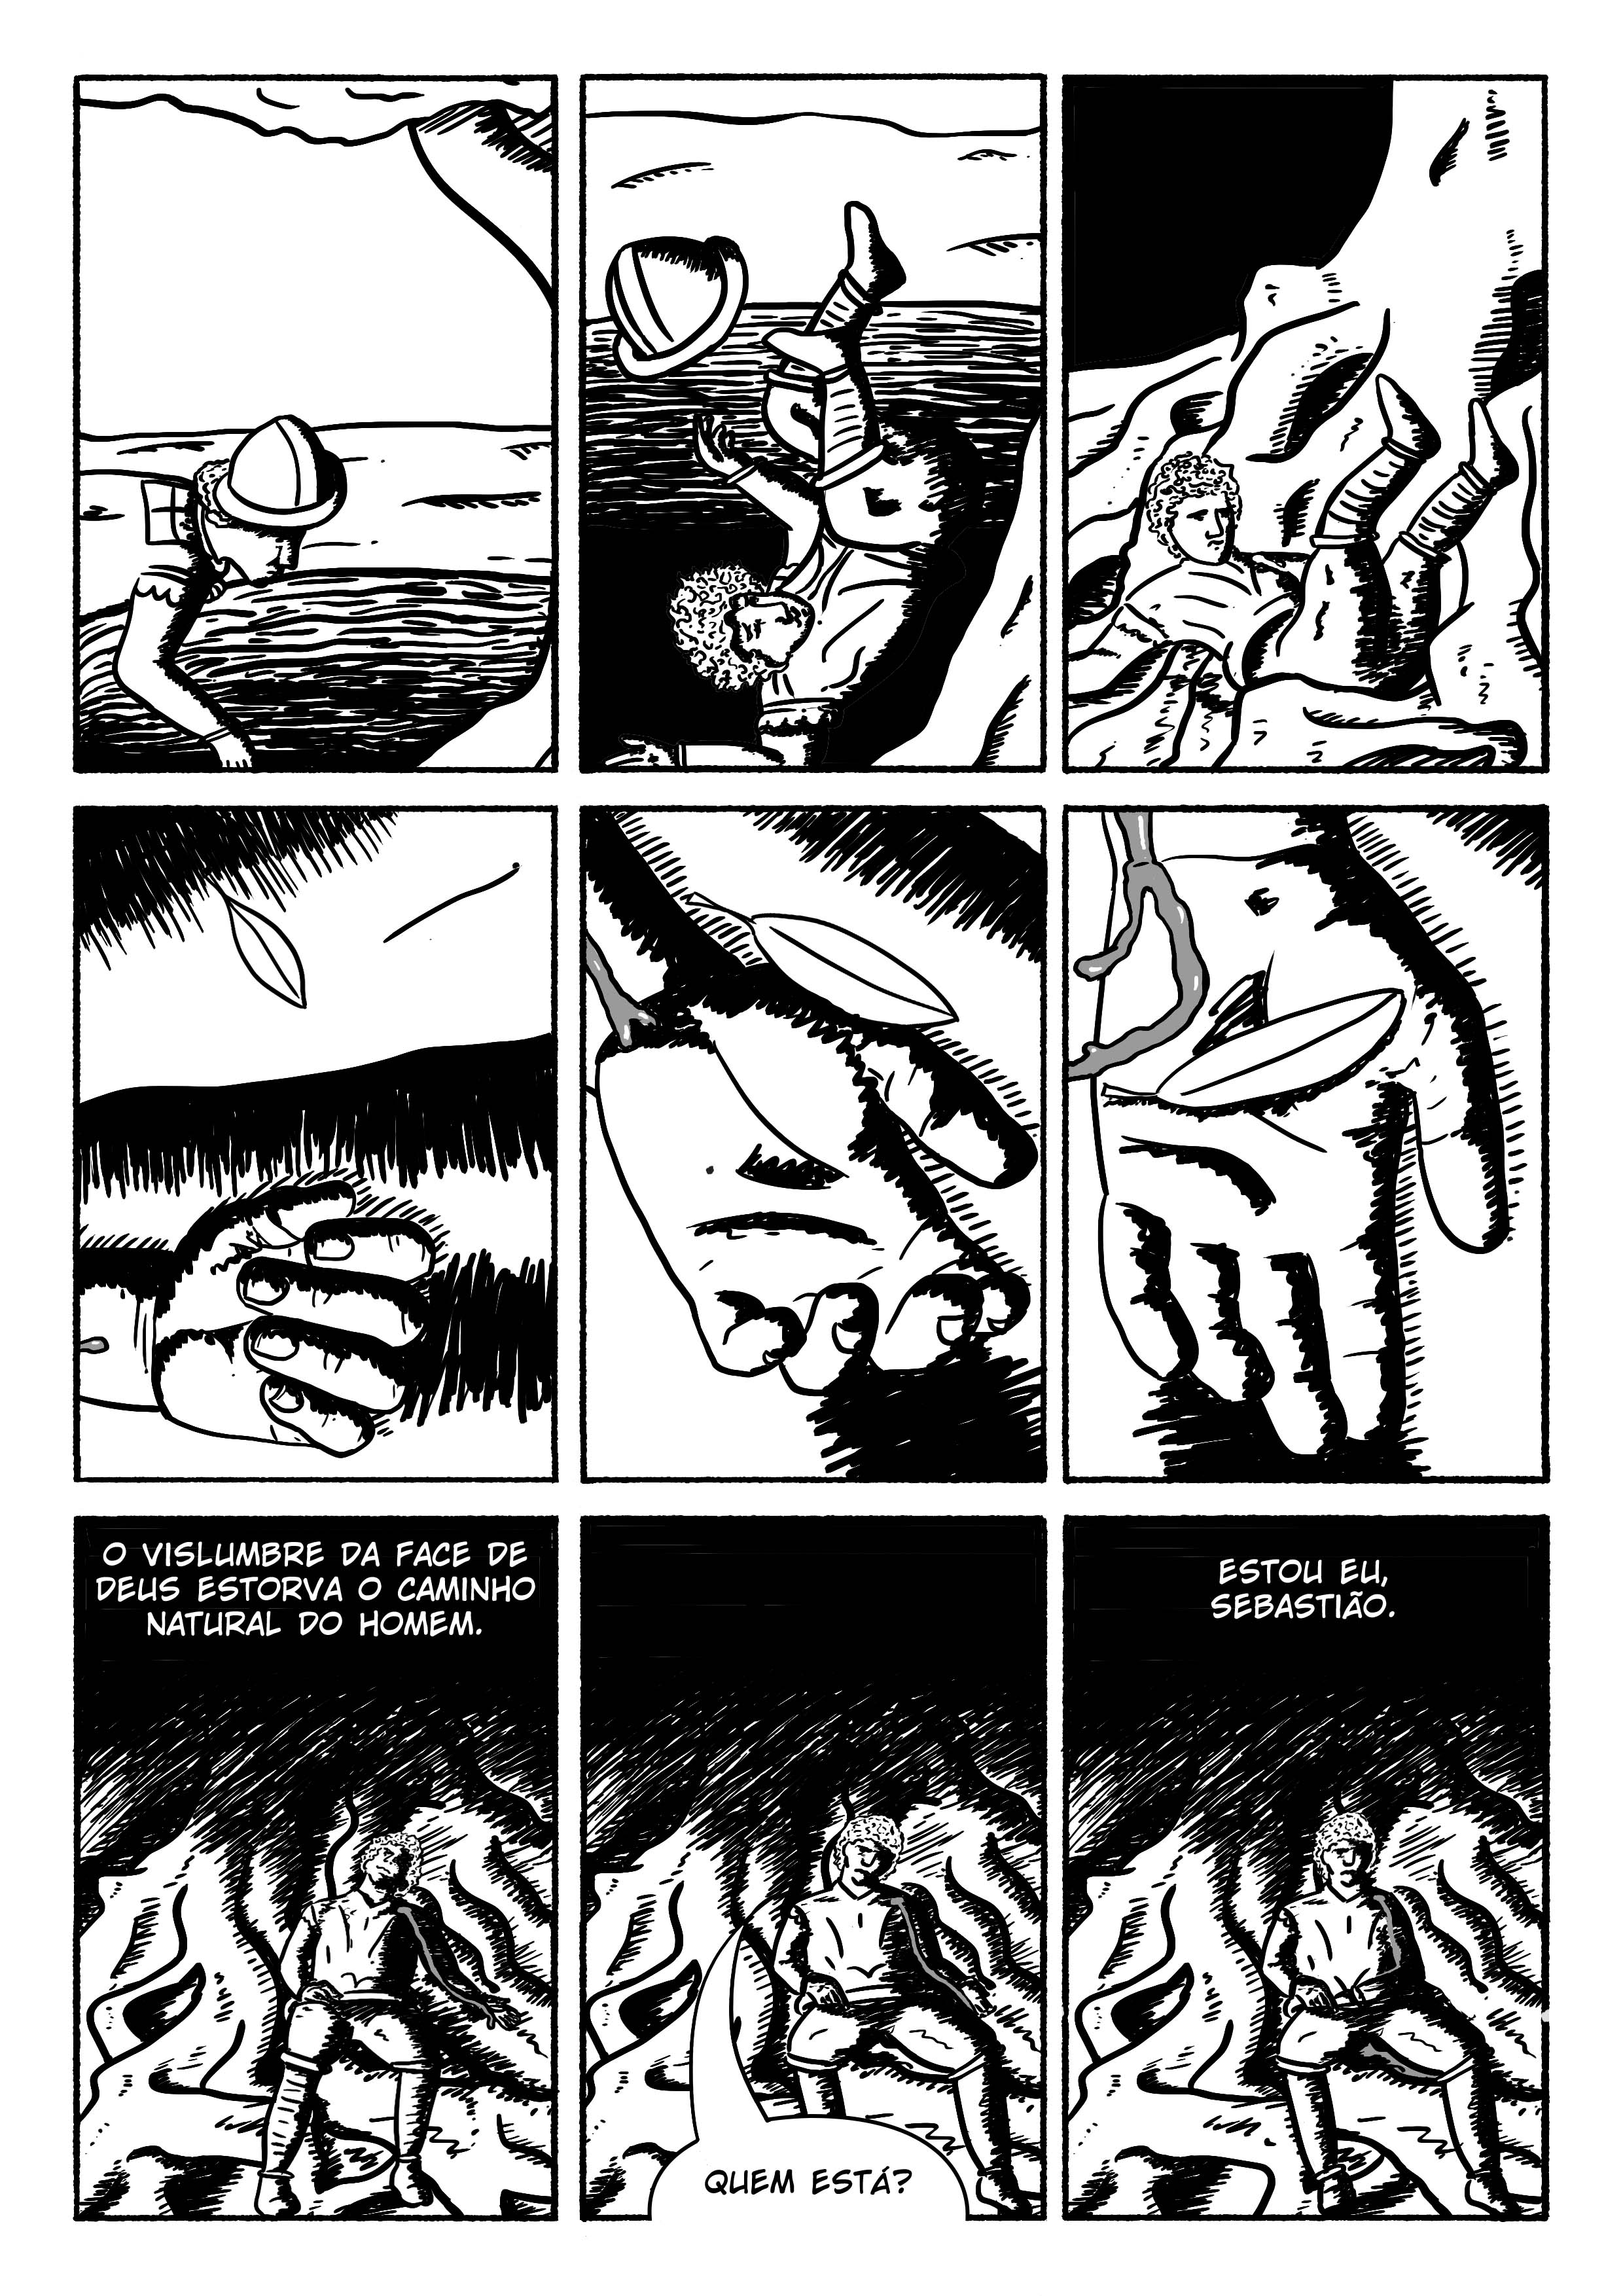 O VISLUMBRE DA FACE DE
DEUS ESTORVA O CAMINHO
NATURAL DO HOMEM.
QUEM ESTÁ?
ESTOU EU,
SEBASTIÃO.